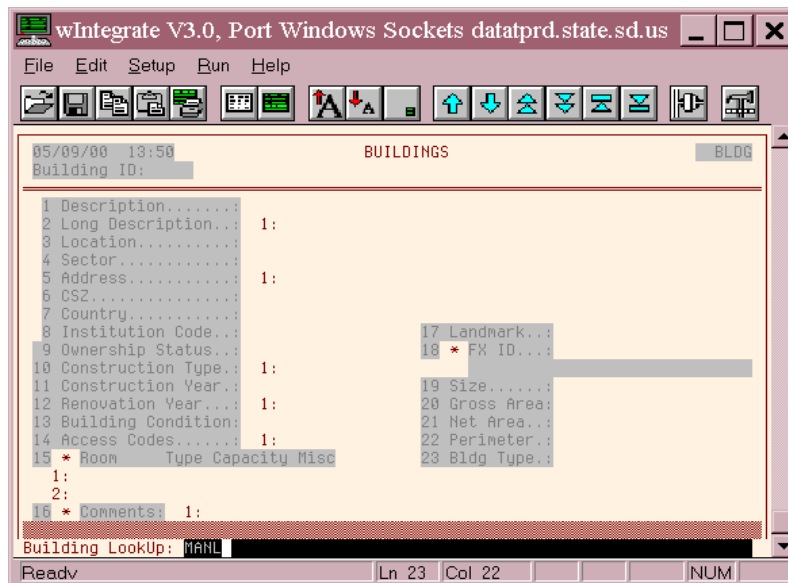 wIntegrate V3.0, Port Windows Sockets datatprd.state.sd.us
File Edit Setup Run Help
05/09/00 13:50 BUILDINGS BLDG
Building ID:
1 Description.......:
2 Long Description..: 1:
3 Location..........:
4 Sector............:
5 Address...........: 1:
6 CSZ...............:
7 Country...........:
8 Institution Code..: 17 Landmark..:
9 Ownership Status..: 18 * FX ID...:
10 Construction Type.: 1:
11 Construction Year.: 19 Size......:
12 Renovation Year...: 1: 20 Gross Area:
13 Building Condition: 21 Net Area..:
14 Access Codes......: 1: 22 Perimeter.:
15 * Room Type Capacity Misc 23 Bldg Type.:
1:
2:
16 * Comments: 1:
Building LookUp: MANL
Ready Ln 23 Col 22 NUM